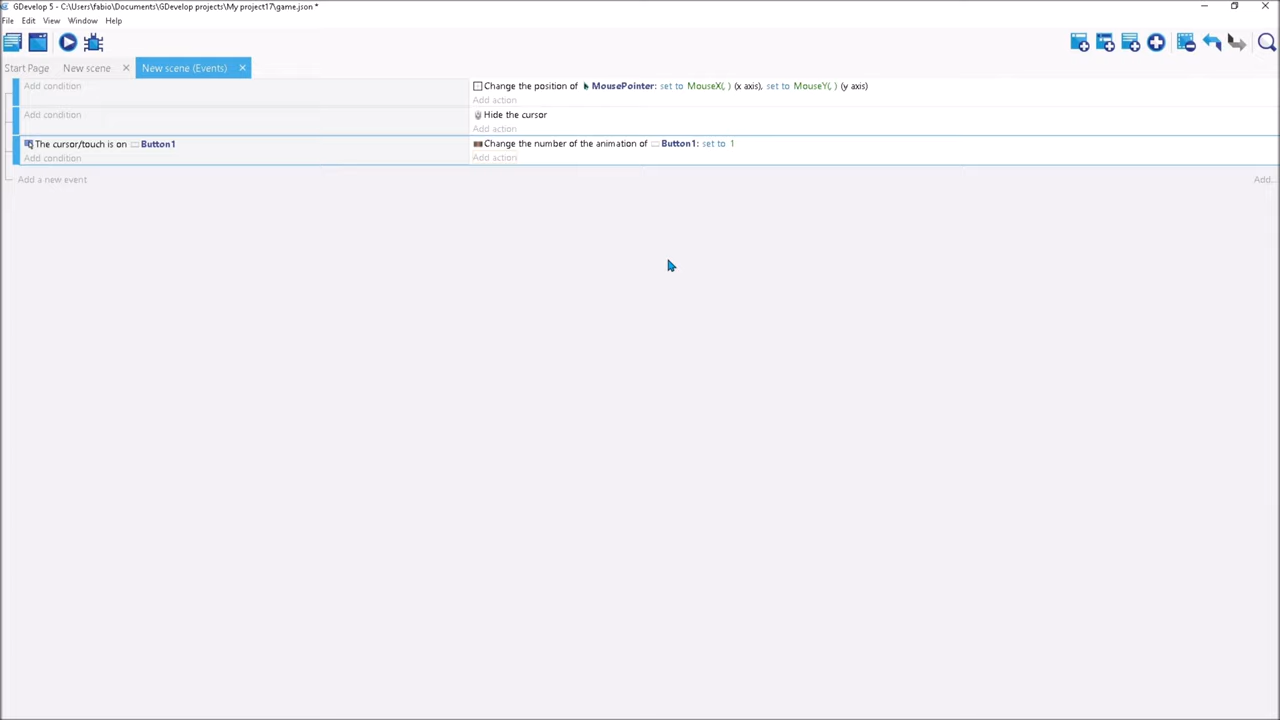 GDevelop 5 - C:\Users\fabio\Documents\GDevelop projects\My project17\game.json *
File Edit View Window Help
Start Page New scene × New scene (Events) ×
Add condition Change the position of MousePointer: set to MouseX(, ) (x axis), set to MouseY(, ) (y axis)
Add action
Add condition Hide the cursor
Add action
The cursor/touch is on Button1 Change the number of the animation of Button1: set to 1
Add condition Add action
Add a new event Add...